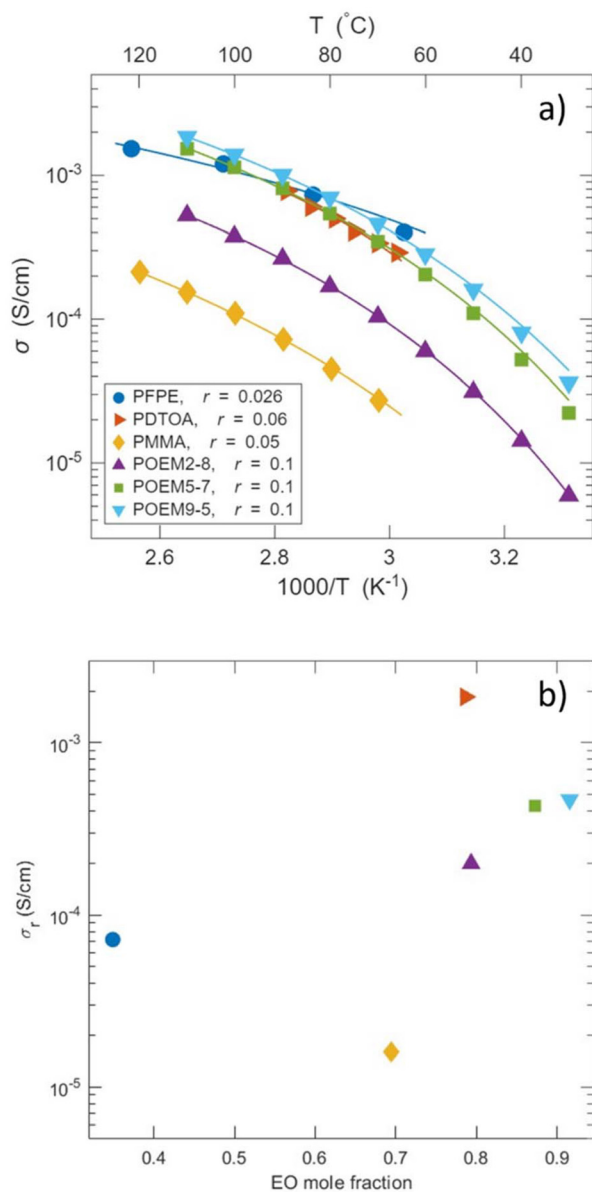 T (°C)
120 100 80 60 40
a)
10⁻³
10⁻⁴
10⁻⁵
σ (S/cm)
PFPE, r = 0.026
PDTOA, r = 0.06
PMMA, r = 0.05
POEM2-8, r = 0.1
POEM5-7, r = 0.1
POEM9-5, r = 0.1
2.6 2.8 3 3.2
1000/T (K⁻¹)
b)
10⁻³
10⁻⁴
10⁻⁵
σᵣ (S/cm)
0.4 0.5 0.6 0.7 0.8 0.9
EO mole fraction